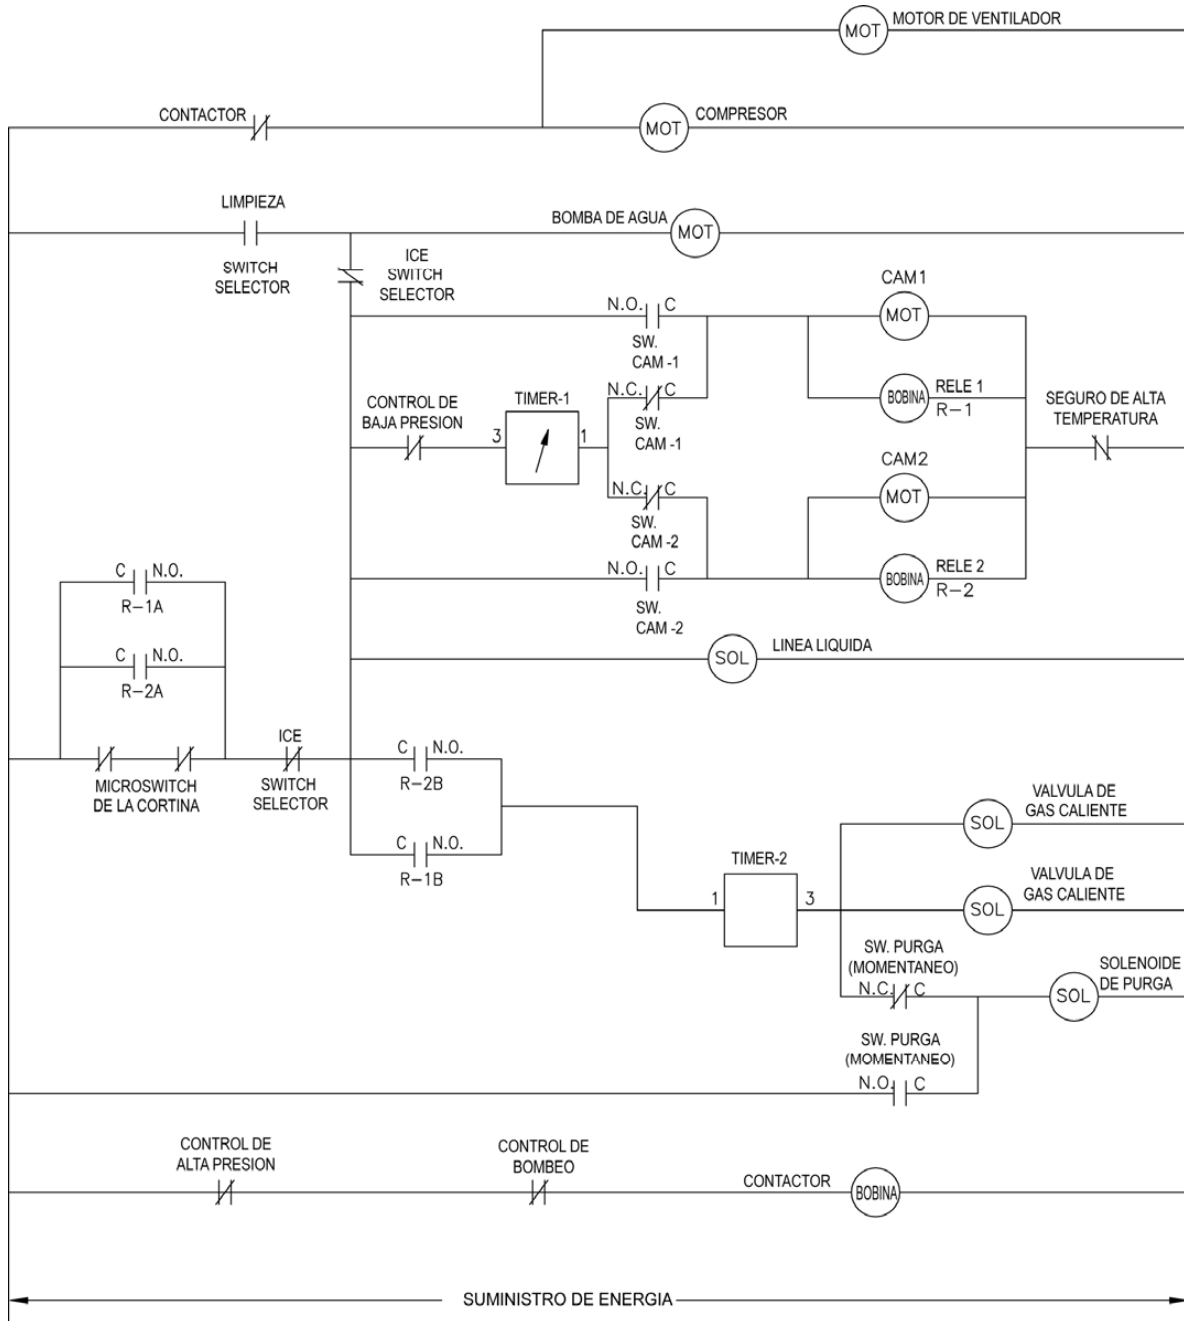 MOTOR DE VENTILADOR
MOT
CONTACTOR
COMPRESOR
MOT
LIMPIEZA
SWITCH
SELECTOR
BOMBA DE AGUA
MOT
ICE
SWITCH
SELECTOR
N.O. C
SW.
CAM -1
CAM1
MOT
N.C. C
SW.
CAM -1
BOBINA
RELE 1
R-1
CONTROL DE
BAJA PRESION
TIMER-1
3
1
SEGURO DE ALTA
TEMPERATURA
N.C. C
SW.
CAM -2
CAM2
MOT
N.O. C
SW.
CAM -2
BOBINA
RELE 2
R-2
C N.O.
R-1A
C N.O.
R-2A
SOL
LINEA LIQUIDA
MICROSWITCH
DE LA CORTINA
ICE
SWITCH
SELECTOR
C N.O.
R-2B
C N.O.
R-1B
TIMER-2
1
3
VALVULA DE
GAS CALIENTE
SOL
VALVULA DE
GAS CALIENTE
SOL
SW. PURGA
(MOMENTANEO)
N.C. C
SOLENOIDE
DE PURGA
SOL
SW. PURGA
(MOMENTANEO)
N.O. C
CONTROL DE
ALTA PRESION
CONTROL DE
BOMBEO
CONTACTOR
BOBINA
SUMINISTRO DE ENERGIA